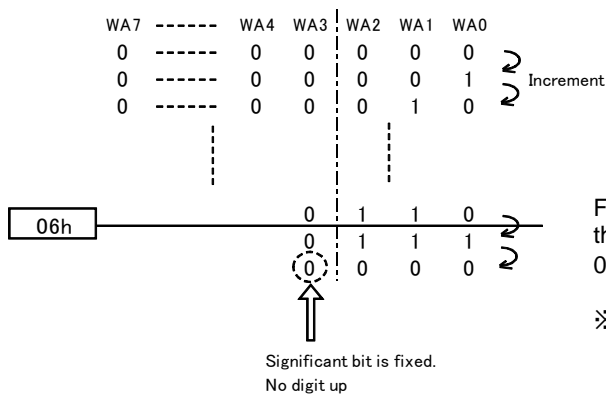 WA7 ------ WA4 WA3 WA2 WA1 WA0
0 ------ 0 0 0 0 0
0 ------ 0 0 0 0 1
0 ------ 0 0 0 1 0
Increment
0 1 1 0
06h
0 1 1 1
0 0 0 0
Significant bit is fixed.
No digit up
F
th
0
※